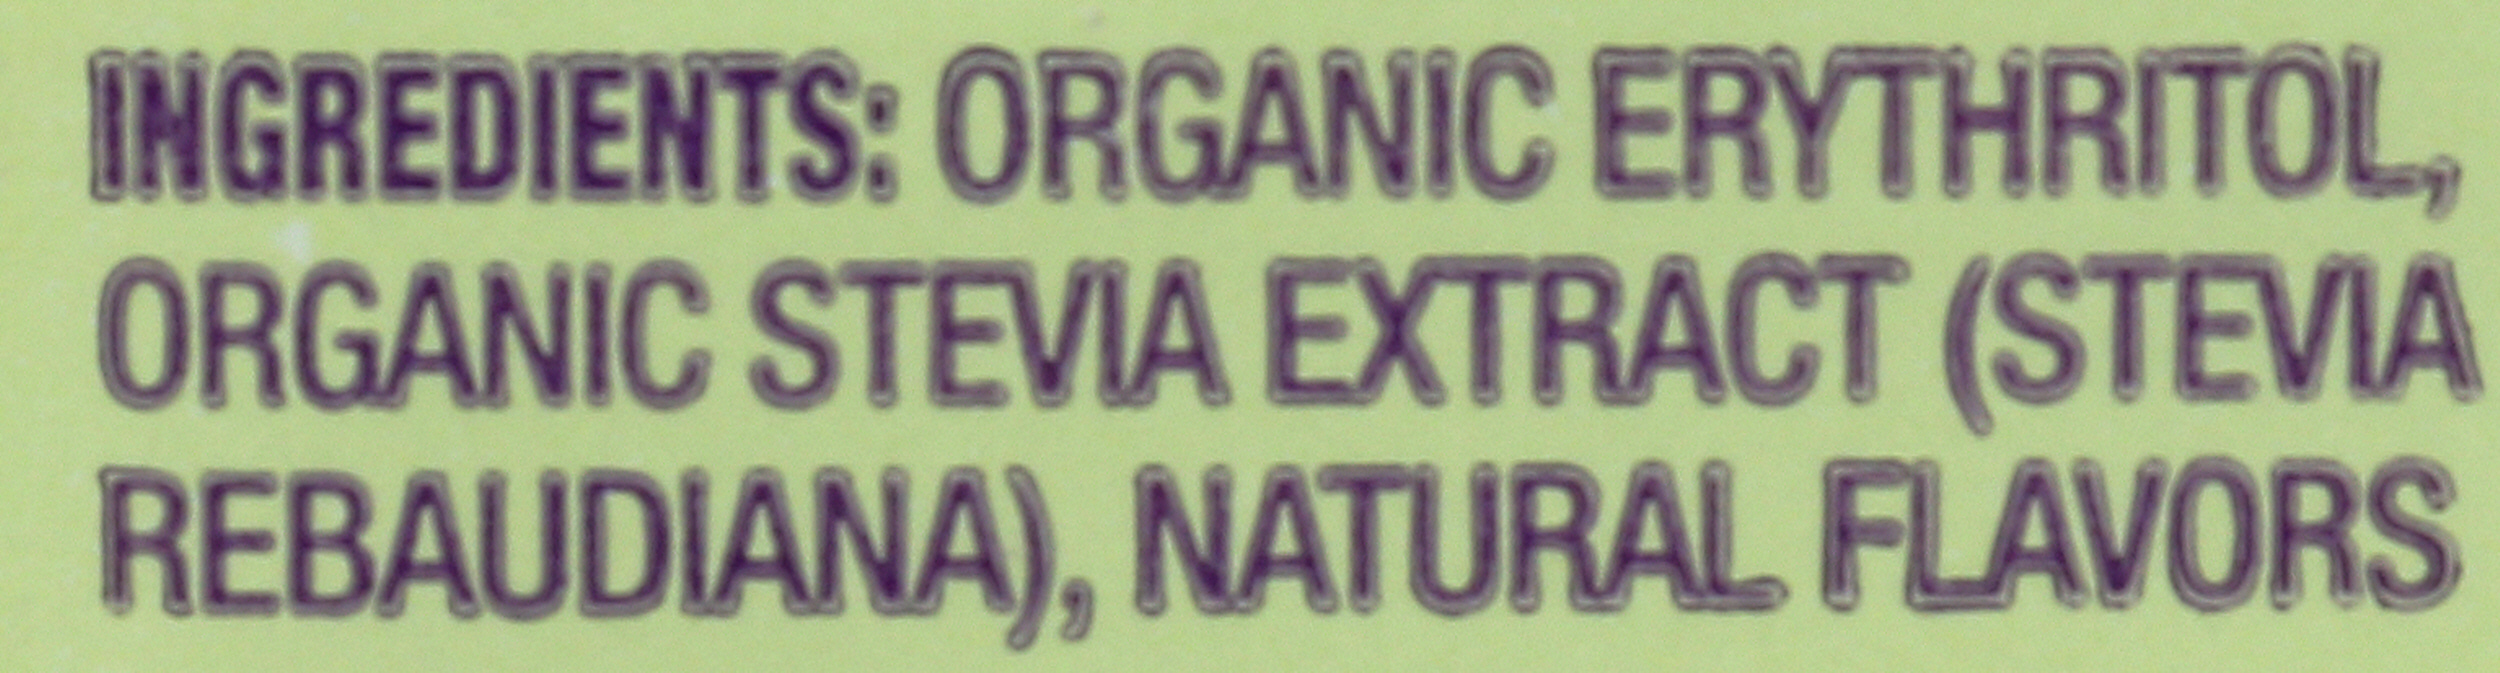 INGREDIENTS: ORGANIC ERYTHRITOL,
ORGANIC STEVIA EXTRACT (STEVIA
REBAUDIANA), NATURAL FLAVORS